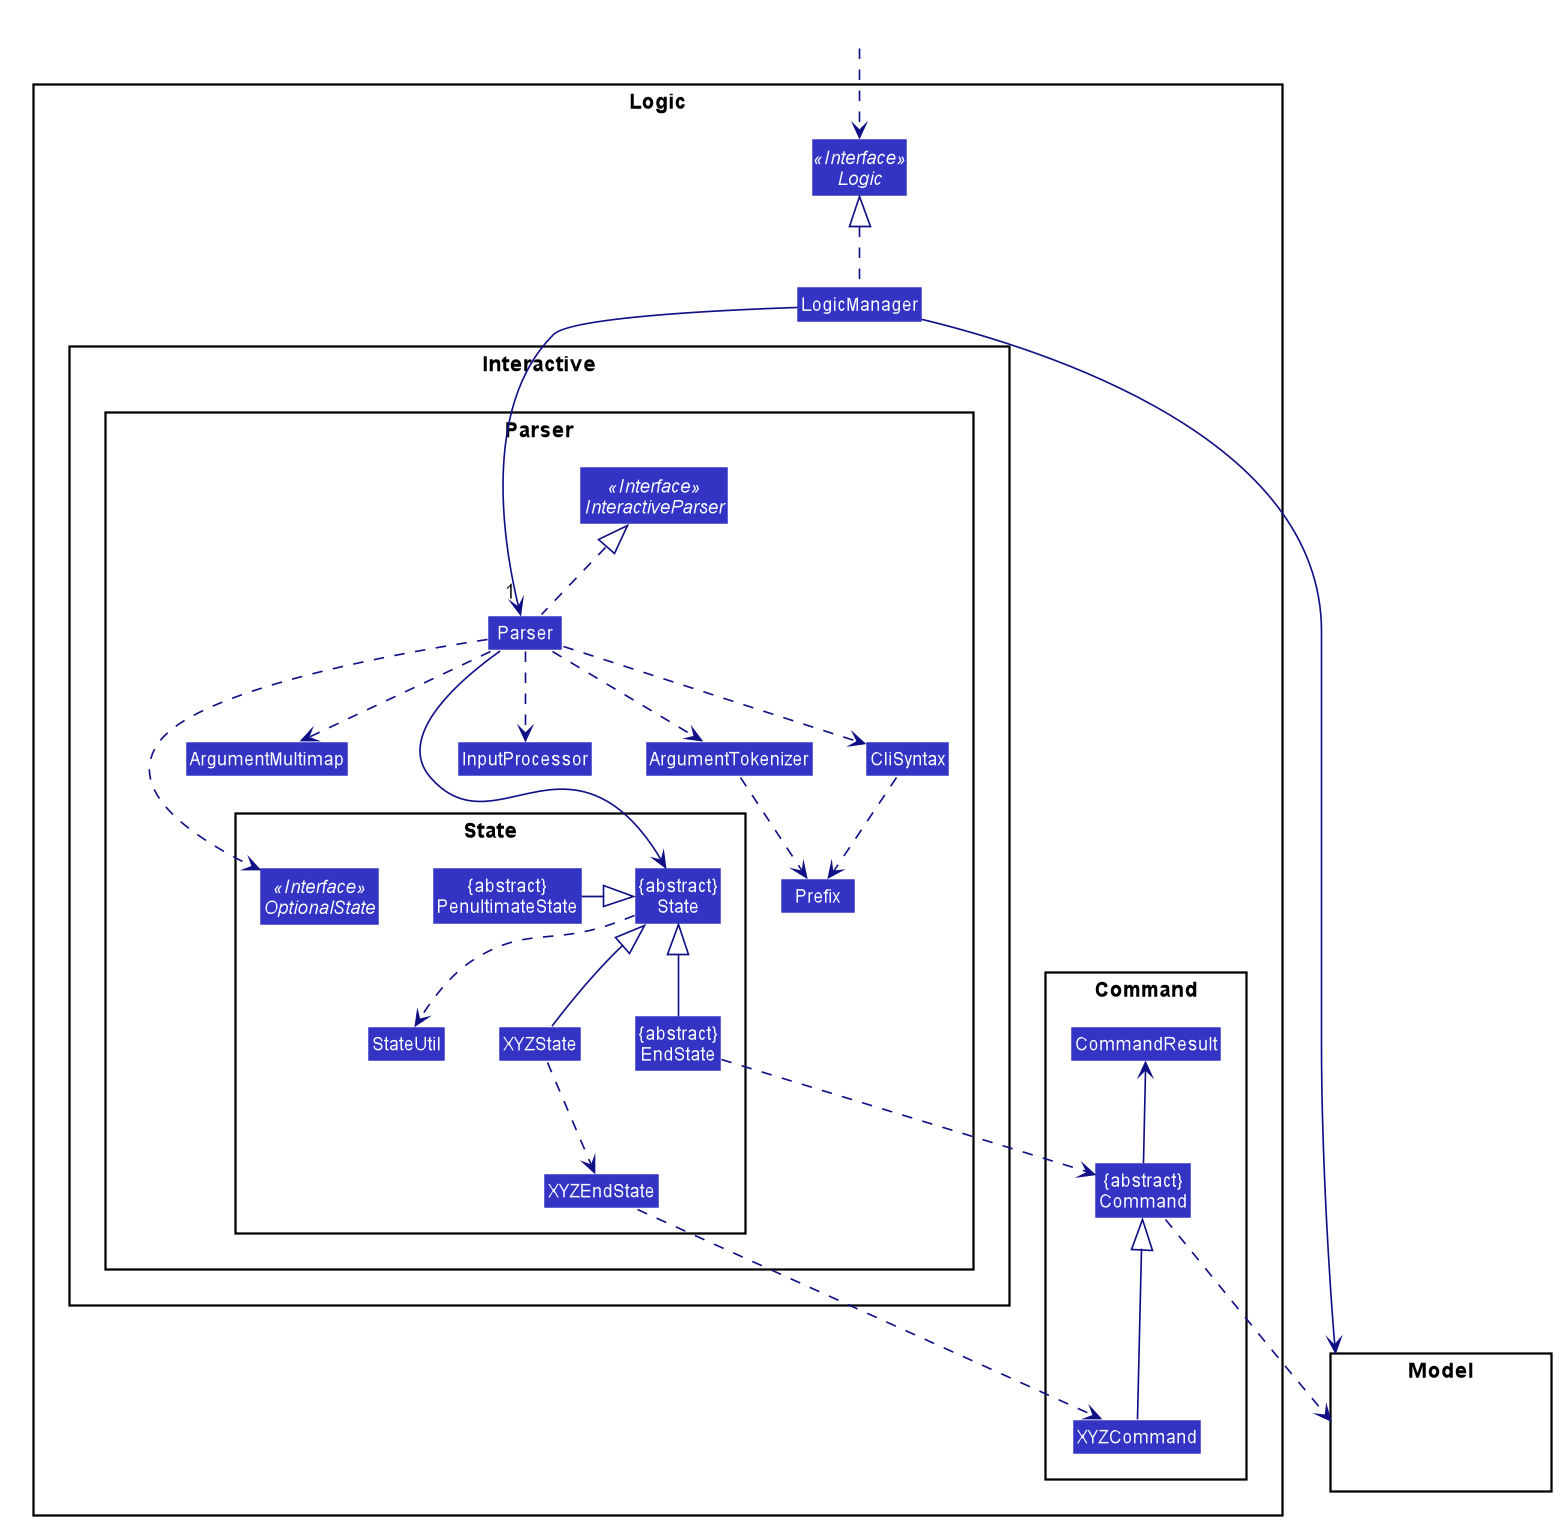 Logic
«Interface»
Logic
LogicManager
Interactive
Parser
«Interface»
InteractiveParser
1
Parser
ArgumentMultimap
InputProcessor
ArgumentTokenizer
CliSyntax
State
«Interface»
OptionalState
{abstract}
PenultimateState
{abstract}
State
Prefix
StateUtil
XYZState
{abstract}
EndState
XYZEndState
Command
CommandResult
{abstract}
Command
XYZCommand
Model